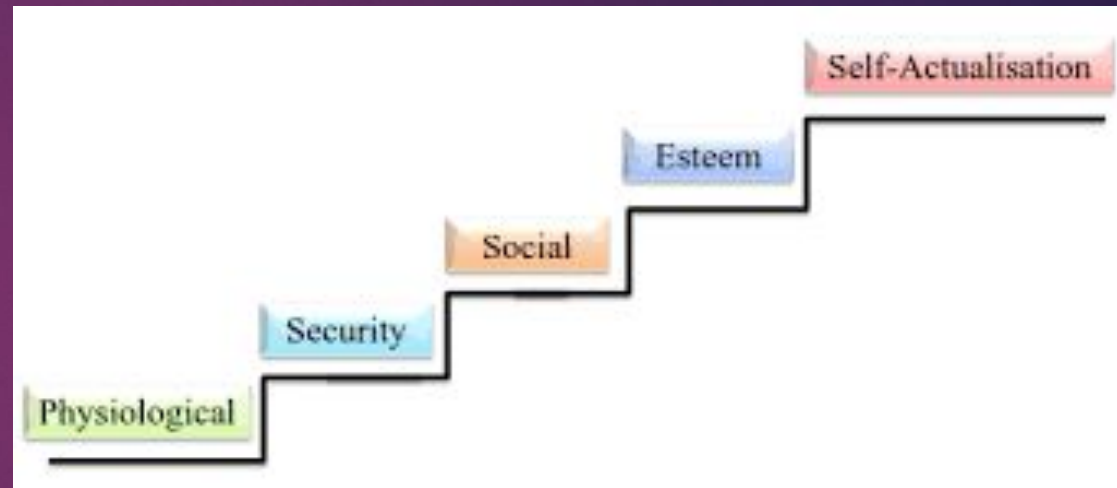 Self-Actualisation
Esteem
Social
Security
Physiological